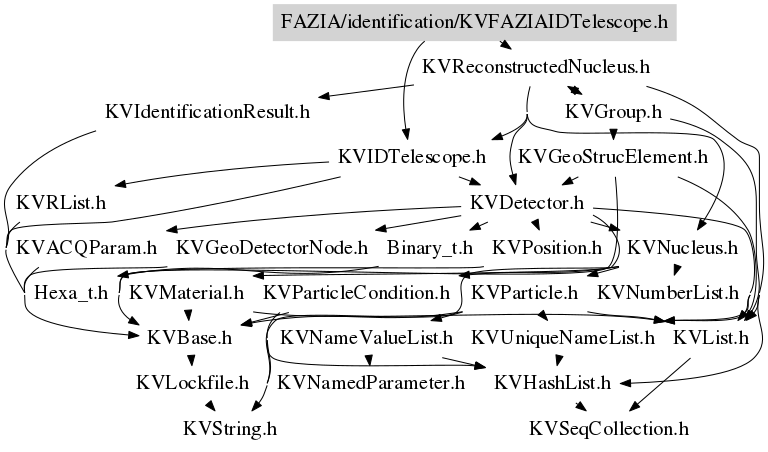 FAZIA/identification/KVFAZIAIDTelescope.h
KVReconstructedNucleus.h
KVIdentificationResult.h
KVGroup.h
KVIDTelescope.h
KVGeoStrucElement.h
KVRList.h
KVDetector.h
KVACQParam.h
KVGeoDetectorNode.h
Binary_t.h
KVPosition.h
KVNucleus.h
Hexa_t.h
KVMaterial.h
KVParticleCondition.h
KVParticle.h
KVNumberList.h
KVBase.h
KVNameValueList.h
KVUniqueNameList.h
KVList.h
KVLockfile.h
KVNamedParameter.h
KVHashList.h
KVString.h
KVSeqCollection.h